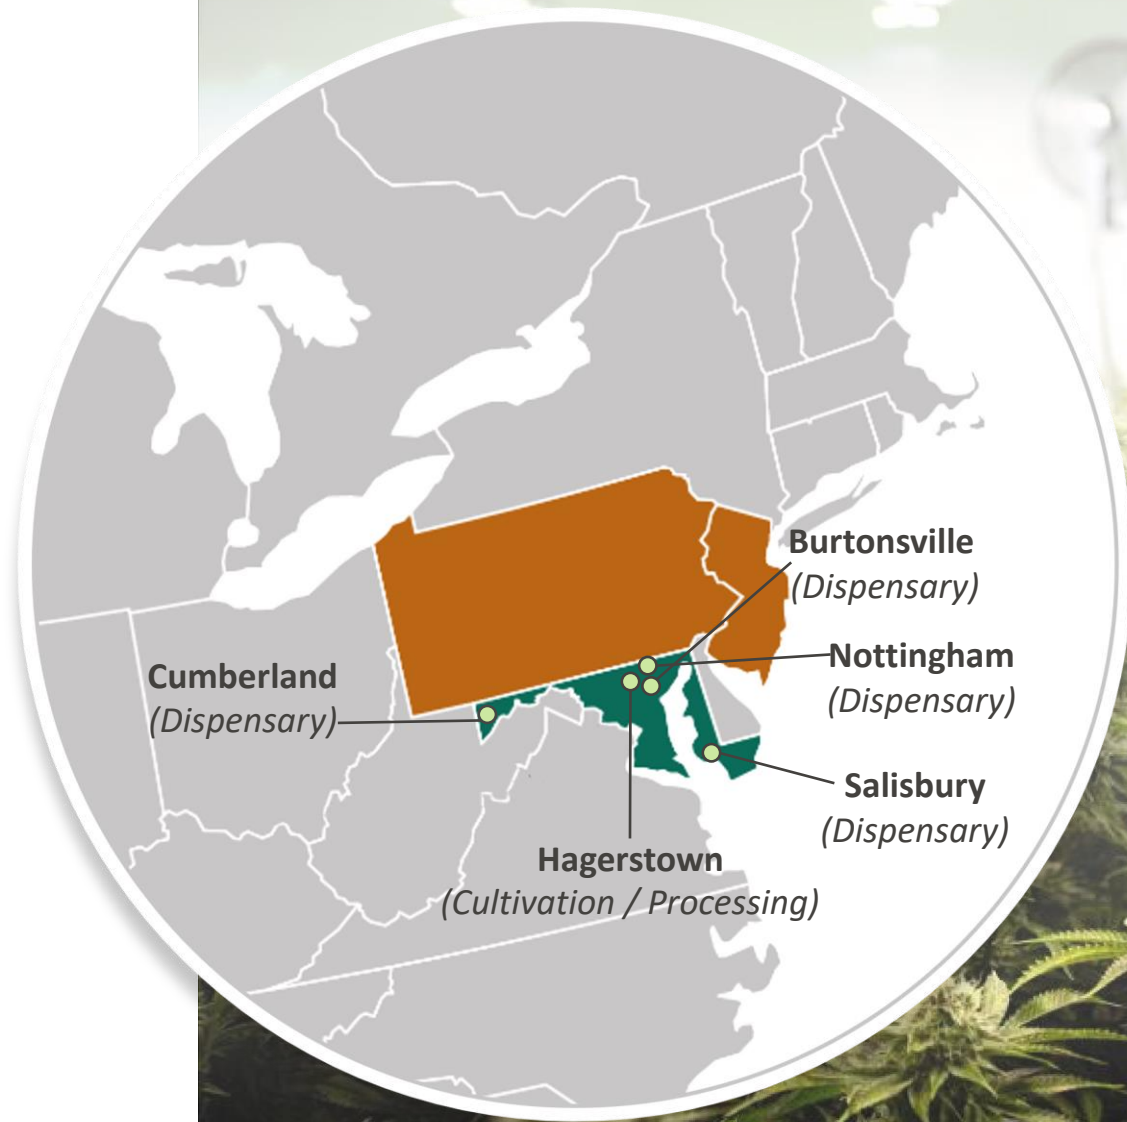 Burtonsville
(Dispensary)
Nottingham
(Dispensary)
Cumberland
(Dispensary)
Salisbury
(Dispensary)
Hagerstown
(Cultivation / Processing)